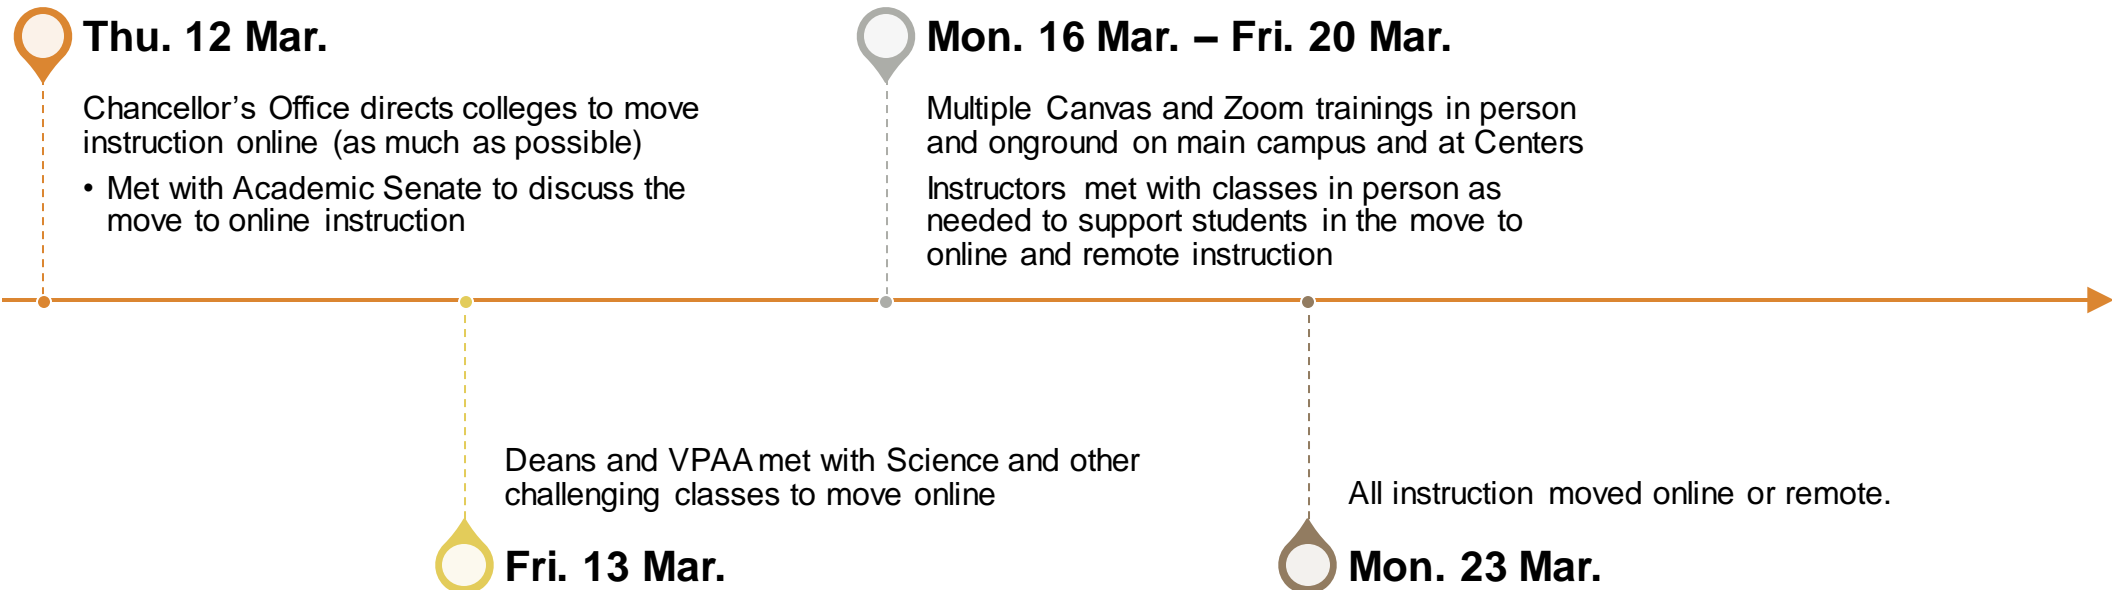 Thu. 12 Mar.
Chancellor’s Office directs colleges to move
instruction online (as much as possible)
• Met with Academic Senate to discuss the
move to online instruction
Mon. 16 Mar. – Fri. 20 Mar.
Multiple Canvas and Zoom trainings in person
and onground on main campus and at Centers
Instructors met with classes in person as
needed to support students in the move to
online and remote instruction
Deans and VPAA met with Science and other
challenging classes to move online
Fri. 13 Mar.
All instruction moved online or remote.
Mon. 23 Mar.